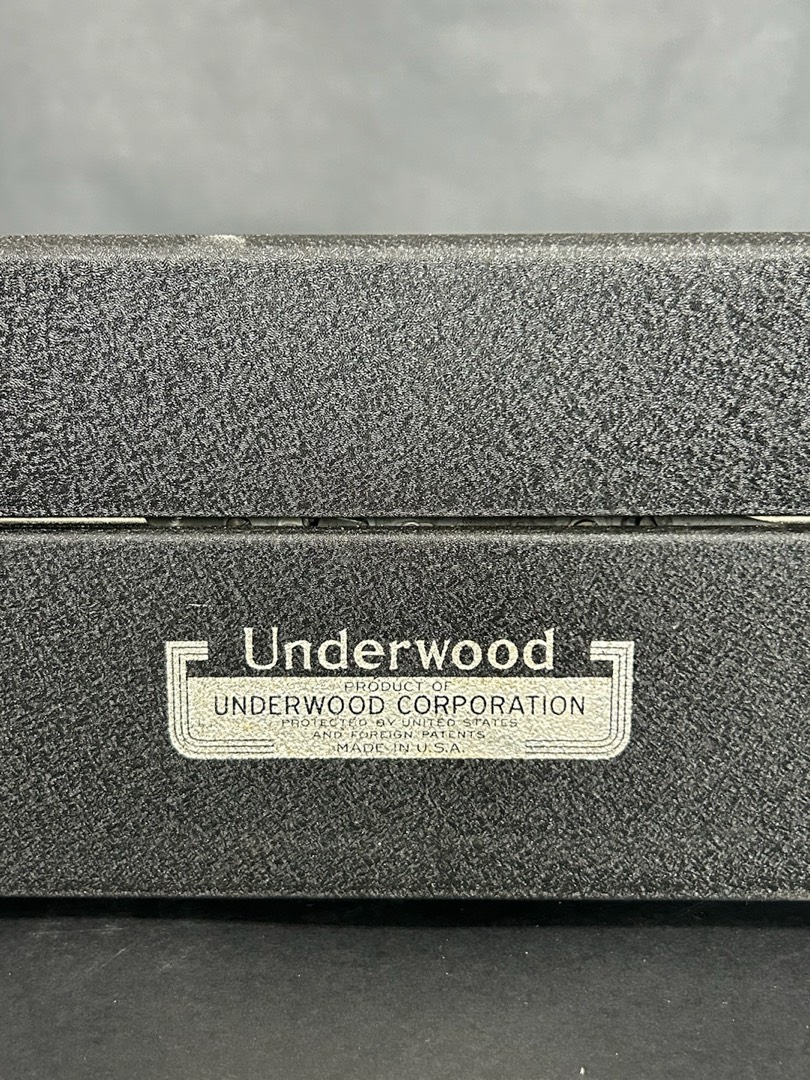 Underwood
PRODUCT OF
UNDERWOOD CORPORATION
PROTECTED BY UNITED STATES
AND FOREIGN PATENTS
MADE IN U.S.A.